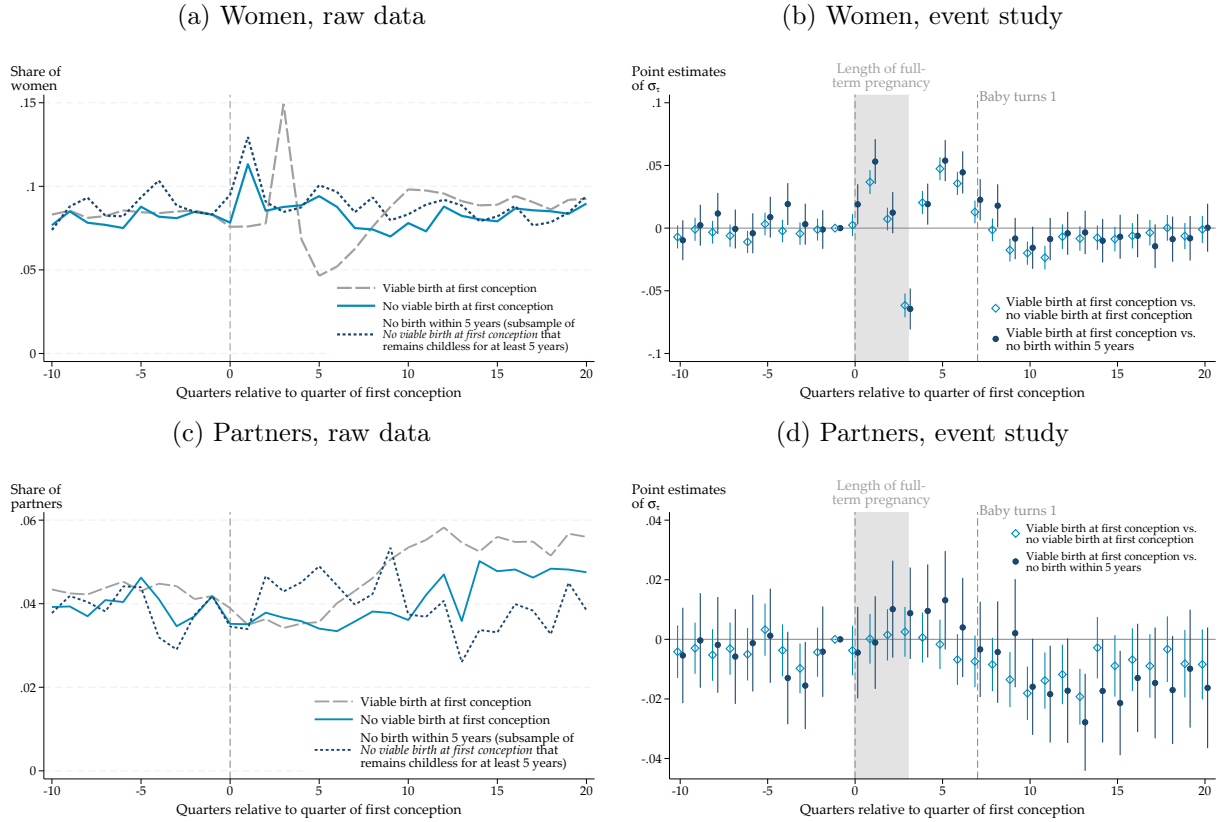 (a) Women, raw data
Share of
women
.15
.1
.05
0
Viable birth at first conception
No viable birth at first conception
No birth within 5 years (subsample of
No viable birth at first conception that
remains childless for at least 5 years)
-10 -5 0 5 10 15 20
Quarters relative to quarter of first conception
(b) Women, event study
Point estimates
of στ
Length of full-
term pregnancy
Baby turns 1
.1
.05
0
-.05
-.1
Viable birth at first conception vs.
no viable birth at first conception
Viable birth at first conception vs.
no birth within 5 years
-10 -5 0 5 10 15 20
Quarters relative to quarter of first conception
(c) Partners, raw data
Share of
partners
.06
.04
.02
0
Viable birth at first conception
No viable birth at first conception
No birth within 5 years (subsample of
No viable birth at first conception that
remains childless for at least 5 years)
-10 -5 0 5 10 15 20
Quarters relative to quarter of first conception
(d) Partners, event study
Point estimates
of στ
Length of full-
term pregnancy
Baby turns 1
.04
.02
0
-.02
-.04
Viable birth at first conception vs.
no viable birth at first conception
Viable birth at first conception vs.
no birth within 5 years
-10 -5 0 5 10 15 20
Quarters relative to quarter of first conception